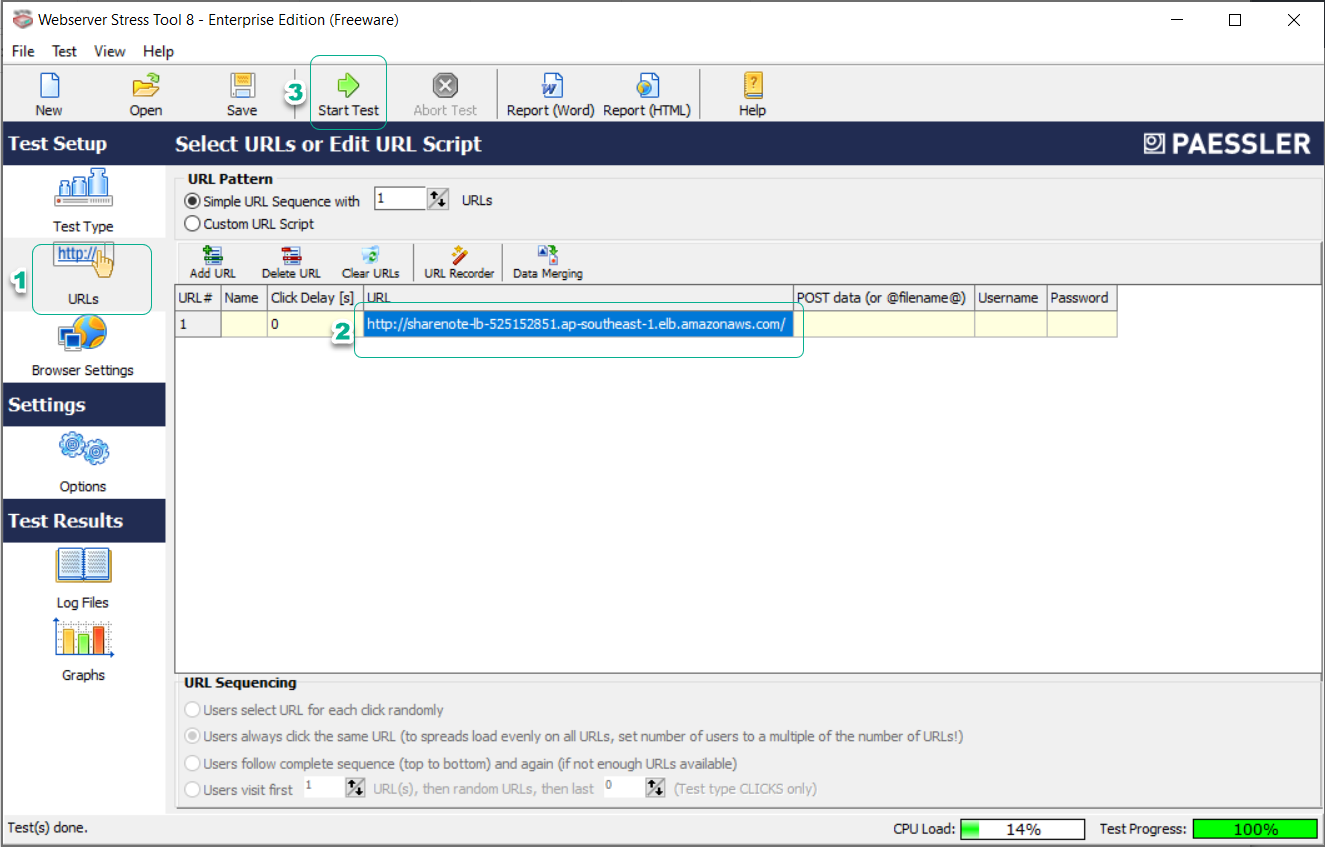 Webserver Stress Tool 8 - Enterprise Edition (Freeware)
File Test View Help
3
New Open Save Start Test Abort Test Report (Word) Report (HTML) Help
Test Setup
Select URLs or Edit URL Script
PAESSLER
URL Pattern
Simple URL Sequence with 1 URLs
Custom URL Script
Test Type
http://
1
URLs
Browser Settings
Settings
Options
Test Results
Log Files
Graphs
Add URL Delete URL Clear URLs URL Recorder Data Merging
URL# Name Click Delay [s] URL POST data (or @filename@) Username Password
1 0 http://sharenote-lb-525152851.ap-southeast-1.elb.amazonaws.com/
2
URL Sequencing
Users select URL for each click randomly
Users always click the same URL (to spreads load evenly on all URLs, set number of users to a multiple of the number of URLs!)
Users follow complete sequence (top to bottom) and again (if not enough URLs available)
Users visit first 1 URL(s), then random URLs, then last 0 (Test type CLICKS only)
Test(s) done.
CPU Load: 14% Test Progress: 100%